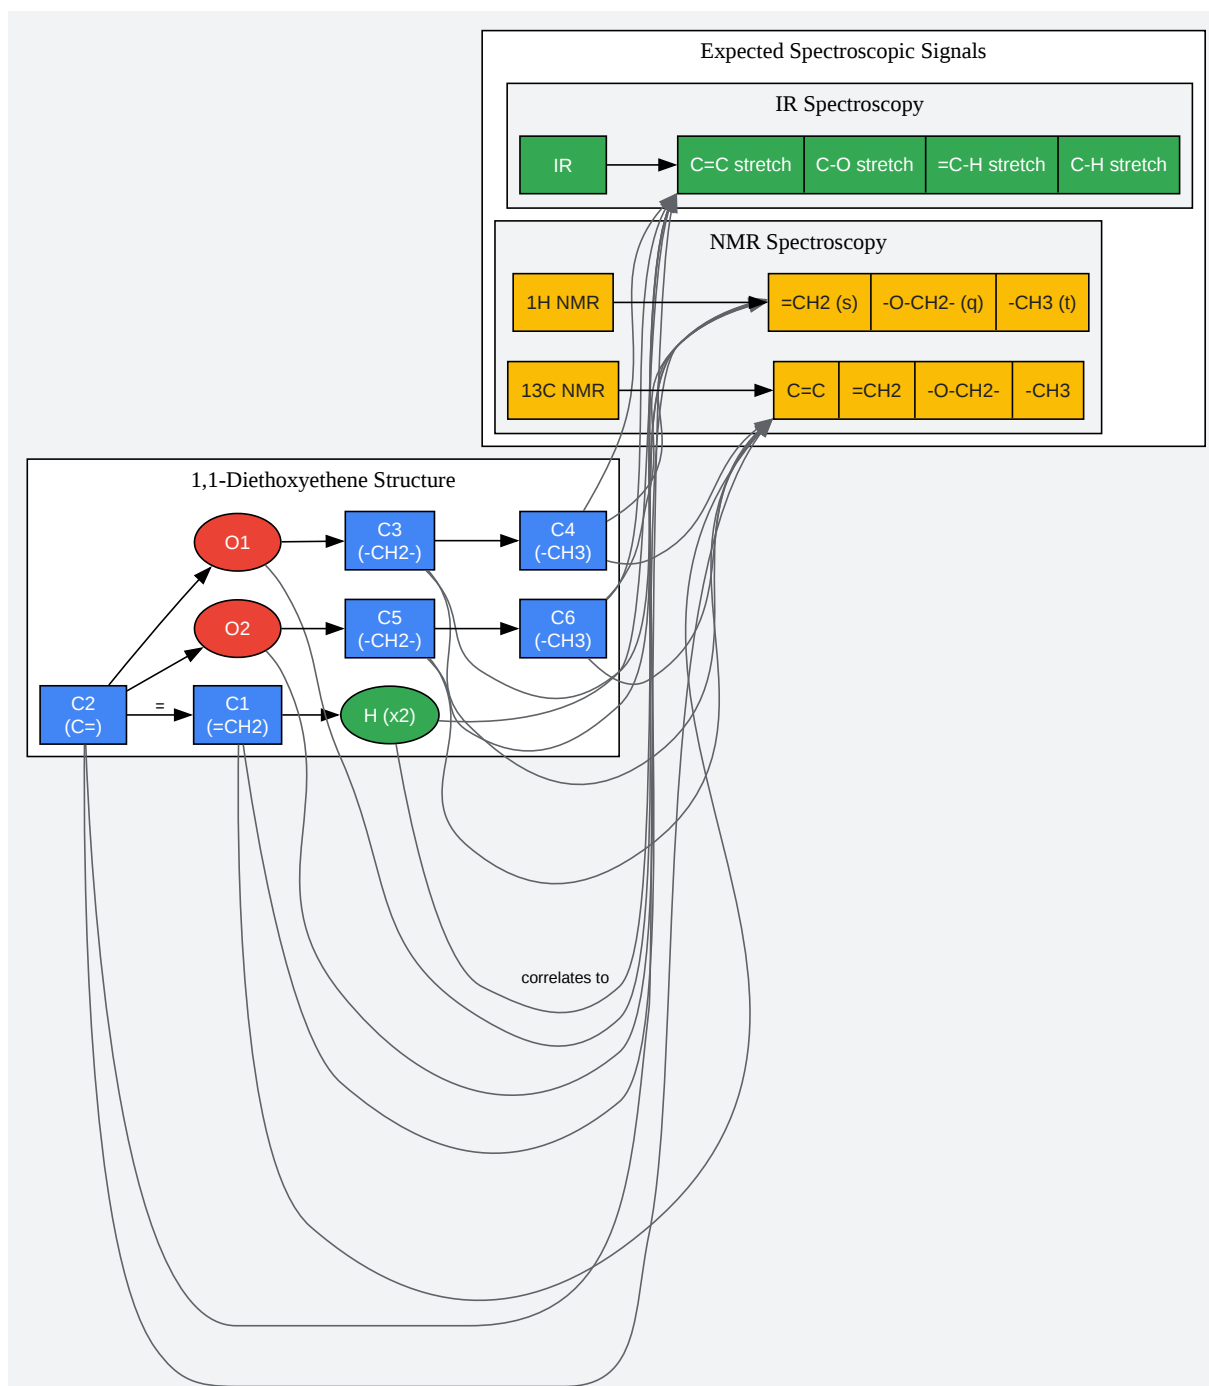 Expected Spectroscopic Signals
IR Spectroscopy
IR
C=C stretch
C-O stretch
=C-H stretch
C-H stretch
NMR Spectroscopy
1H NMR
=CH2 (s)
-O-CH2- (q)
-CH3 (t)
13C NMR
C=C
=CH2
-O-CH2-
-CH3
1,1-Diethoxyethene Structure
O1
C3
(-CH2-)
C4
(-CH3)
O2
C5
(-CH2-)
C6
(-CH3)
C2
(C=)
=
C1
(=CH2)
H (x2)
correlates to